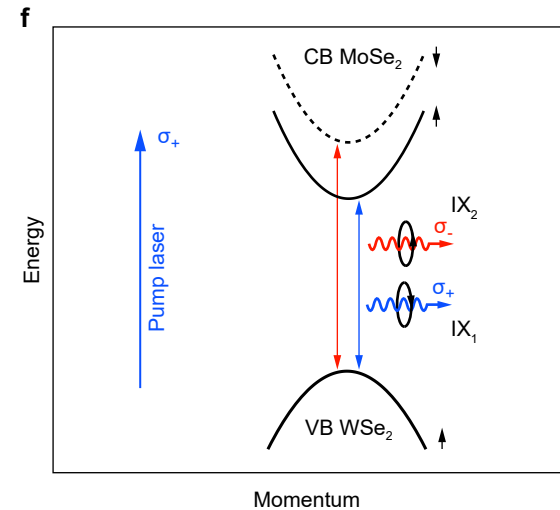 f
CB MoSe₂
σ₊
IX₂
σ₋
σ₊
IX₁
Pump laser
Energy
VB WSe₂
Momentum